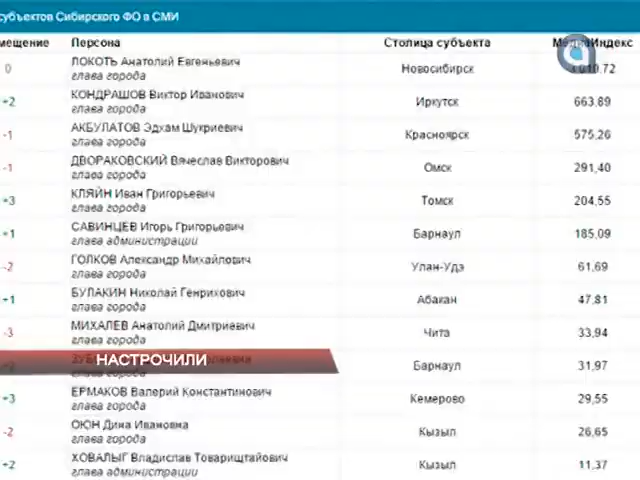 субъектов Сибирского ФО в СМИ
мещение Персона Столица субъекта МедиаИндекс
0 ЛОКОТЬ Анатолий Евгеньевич Новосибирск
глава города
+2 КОНДРАШОВ Виктор Иванович Иркутск 663,89
глава города
-1 АКБУЛАТОВ Эдхам Шукриевич Красноярск 575,26
глава города
-1 ДВОРАКОВСКИЙ Вячеслав Викторович Омск 291,40
глава города
+3 КЛЯЙН Иван Григорьевич Томск 204,55
глава города
+1 САВИНЦЕВ Игорь Григорьевич Барнаул 185,09
глава администрации
-2 ГОЛКОВ Александр Михайлович Улан-Удэ 61,69
глава города
+1 БУЛАКИН Николай Генрихович Абакан 47,81
глава города
-3 МИХАЛЕВ Анатолий Дмитриевич Чита 33,94
глава города
НАСТРОЧИЛИ Барнаул 31,97
глава города
+3 ЕРМАКОВ Валерий Константинович Кемерово 29,55
глава города
-2 ОЮН Дина Ивановна Кызыл 26,65
глава города
+2 ХОВАЛЫГ Владислав Товарищтайович Кызыл 11,37
глава администрации